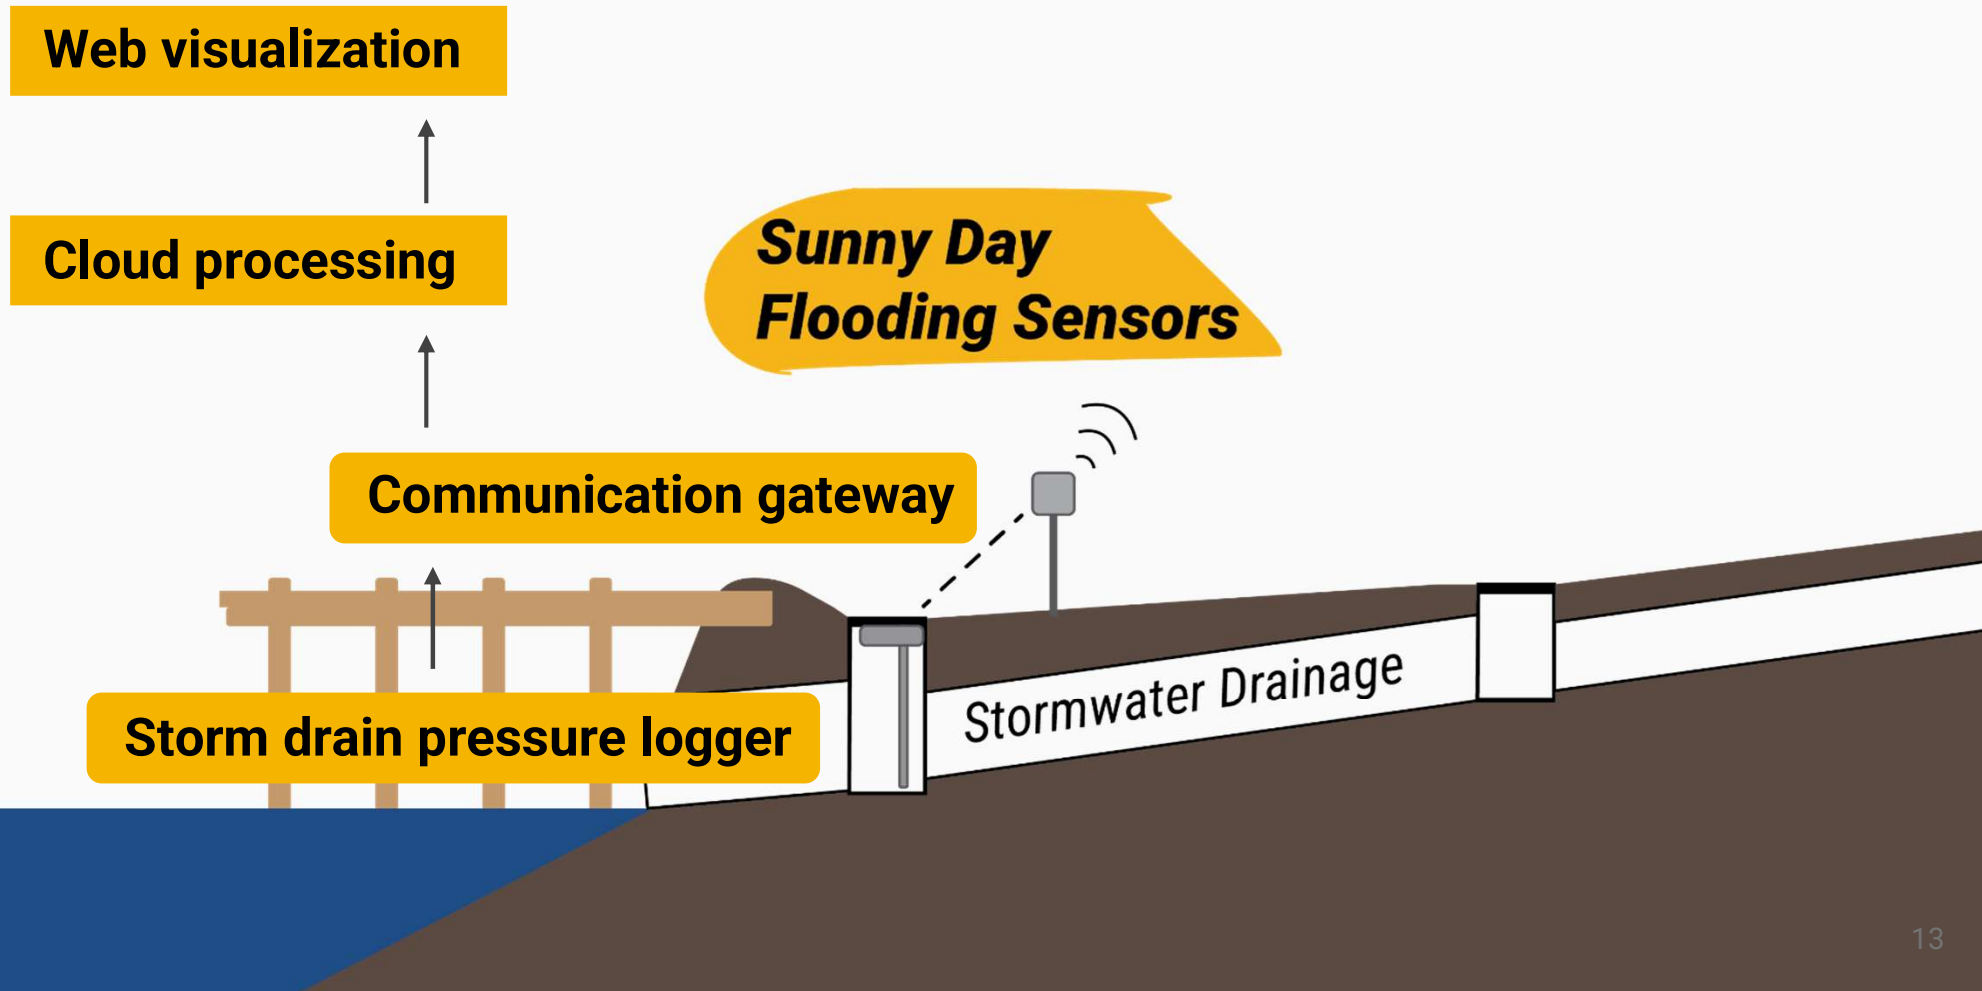 Web visualization
Cloud processing
Sunny Day
Flooding Sensors
Communication gateway
Storm drain pressure logger
Stormwater Drainage
13